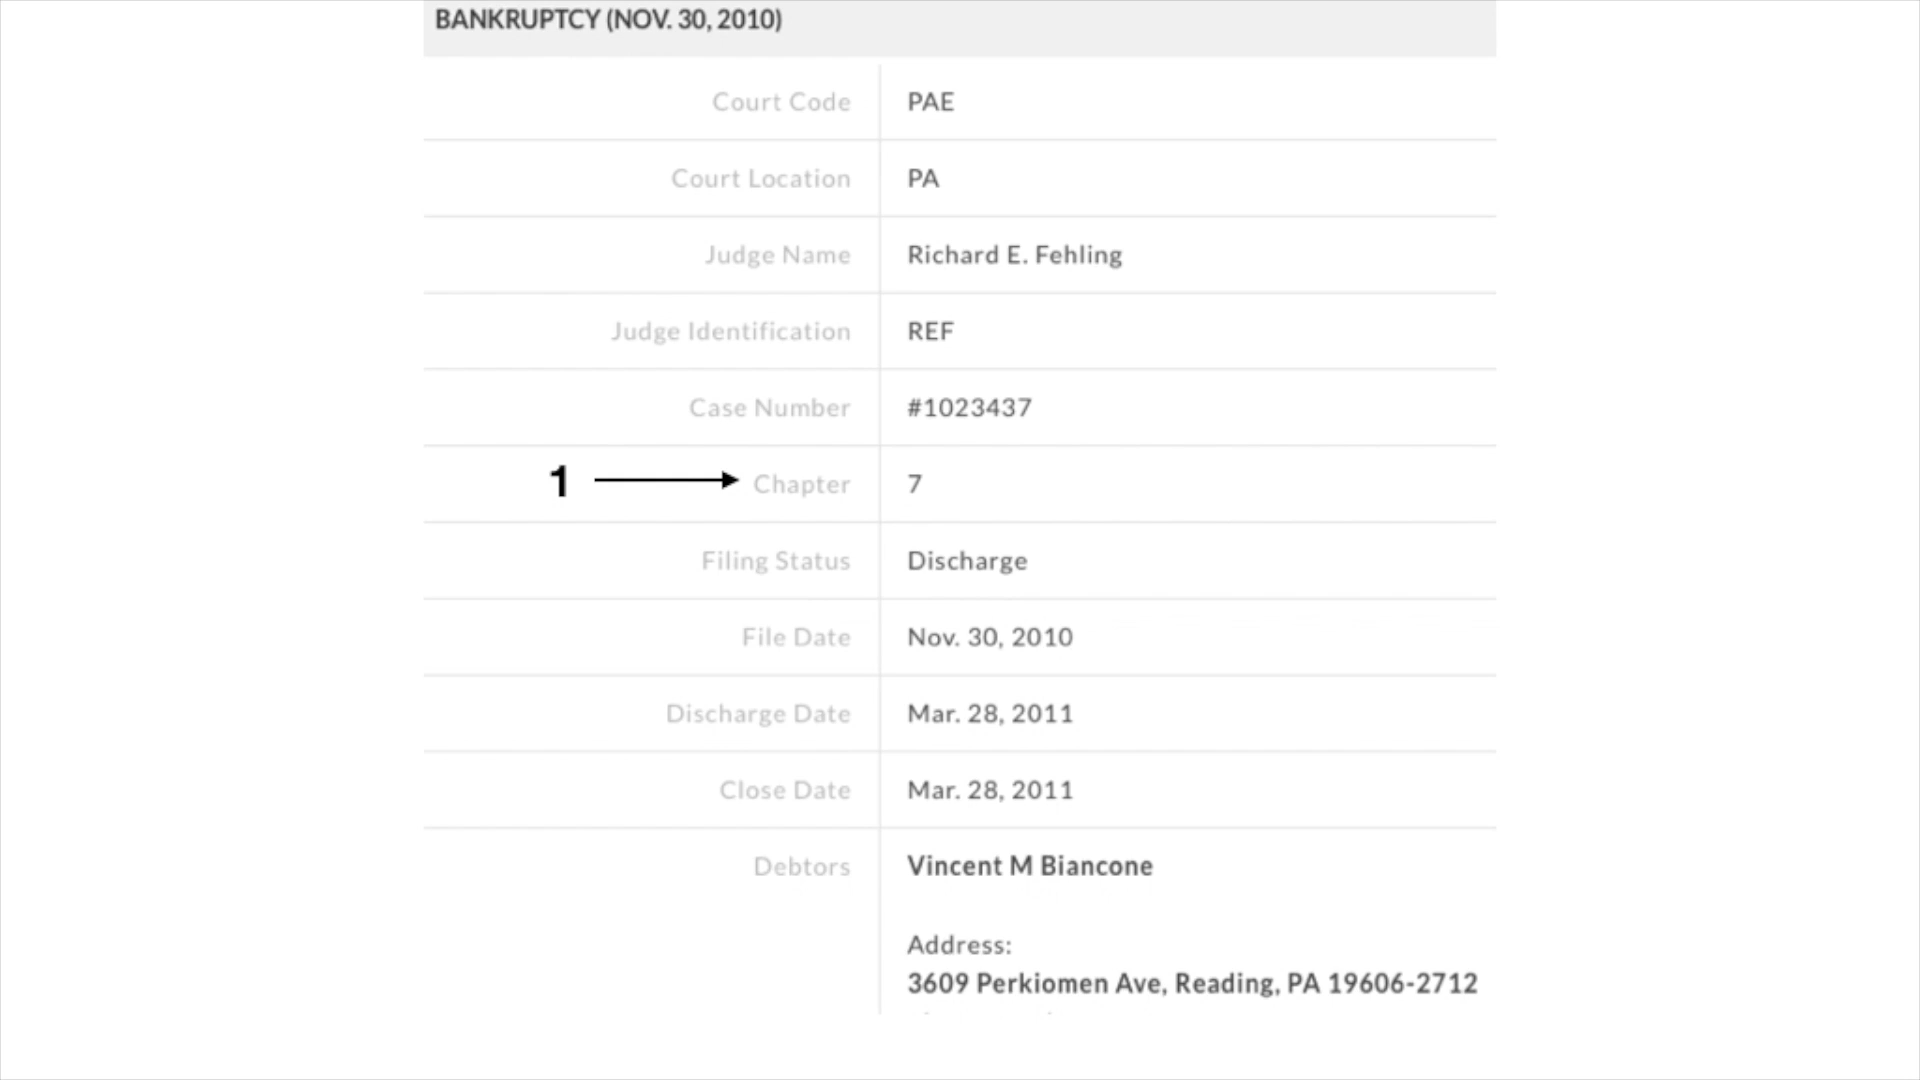 BANKRUPTCY (NOV. 30, 2010)
Court Code PAE
Court Location PA
Judge Name Richard E. Fehling
Judge Identification REF
Case Number #1023437
1 Chapter 7
Filing Status Discharge
File Date Nov. 30, 2010
Discharge Date Mar. 28, 2011
Close Date Mar. 28, 2011
Debtors Vincent M Biancone
Address:
3609 Perkiomen Ave, Reading, PA 19606-2712